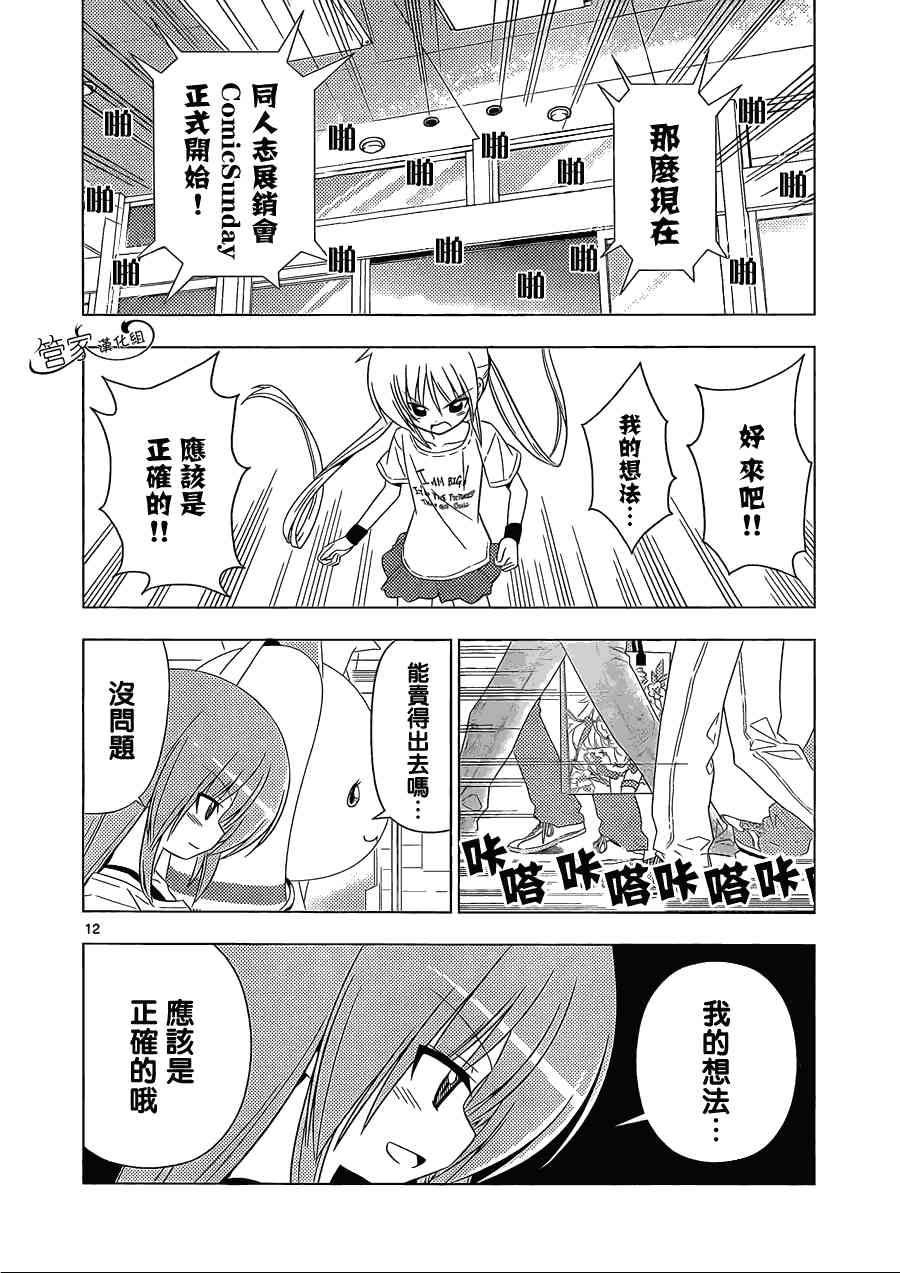 那麼現在
同人志展銷會
ComicSunday
正式開始！
啪
啪
啪
啪
啪
啪
啪
啪
啪
啪
啪
啪
啪
管家漢化組
好來吧!!
我的想法…
應該是
正確的!!
I AM BIG!
咔
嗒
咔
嗒
咔
嗒
咔
能賣得出去嗎…
沒問題
12
我的想法…
應該是
正確的哦